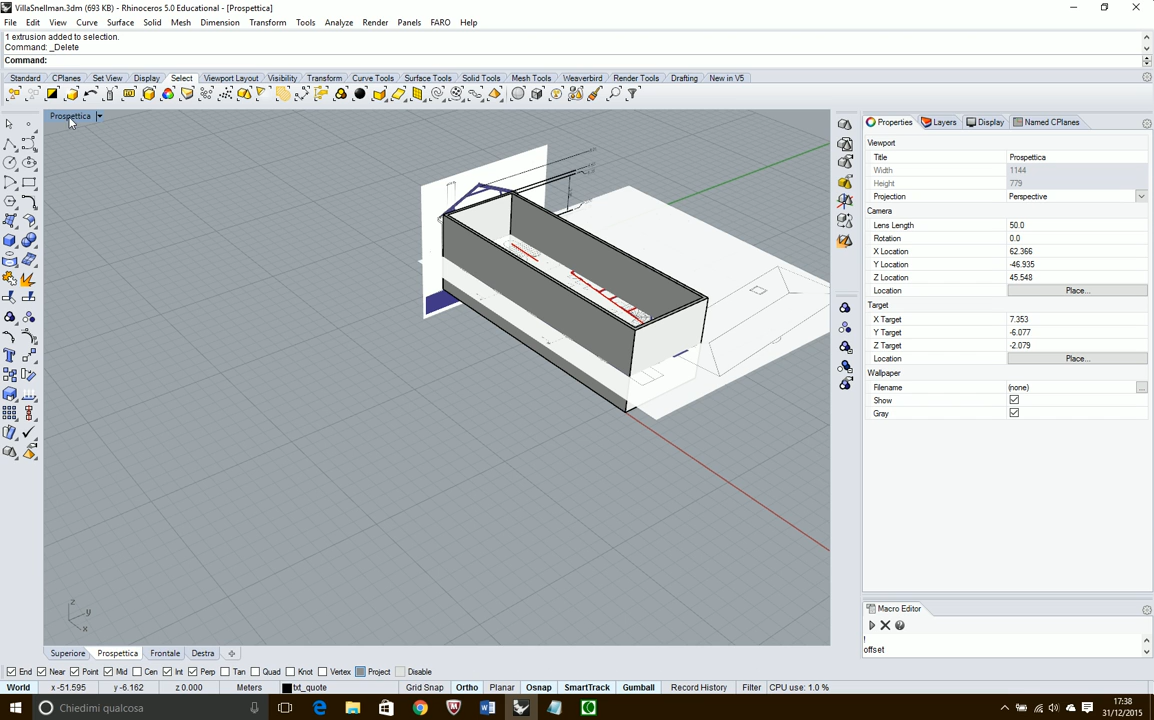 VillaSnellman.3dm (693 KB) - Rhinoceros 5.0 Educational - [Prospettica]
File Edit View Curve Surface Solid Mesh Dimension Transform Tools Analyze Render Panels FARO Help
1 extrusion added to selection.
Command: _Delete
Command:
Standard CPlanes Set View Display Select Viewport Layout Visibility Transform Curve Tools Surface Tools Solid Tools Mesh Tools Weaverbird Render Tools Drafting New in V5
Prospettica
Properties Layers Display Named CPlanes
Viewport
Title Prospettica
Width 1144
Height 779
Projection Perspective
Camera
Lens Length 50.0
Rotation 0.0
X Location 62.366
Y Location -46.935
Z Location 45.548
Location Place...
Target
X Target 7.353
Y Target -6.077
Z Target -2.079
Location Place...
Wallpaper
Filename (none) ...
Show
Gray
z
y
x
Macro Editor
!
offset
Superiore Prospettica Frontale Destra
End Near Point Mid Cen Int Perp Tan Quad Knot Vertex Project Disable
World x -51.595 y -6.162 z 0.000 Meters txt_quote Grid Snap Ortho Planar Osnap SmartTrack Gumball Record History Filter CPU use: 1.0 %
Chiedimi qualcosa
17:38
31/12/2015